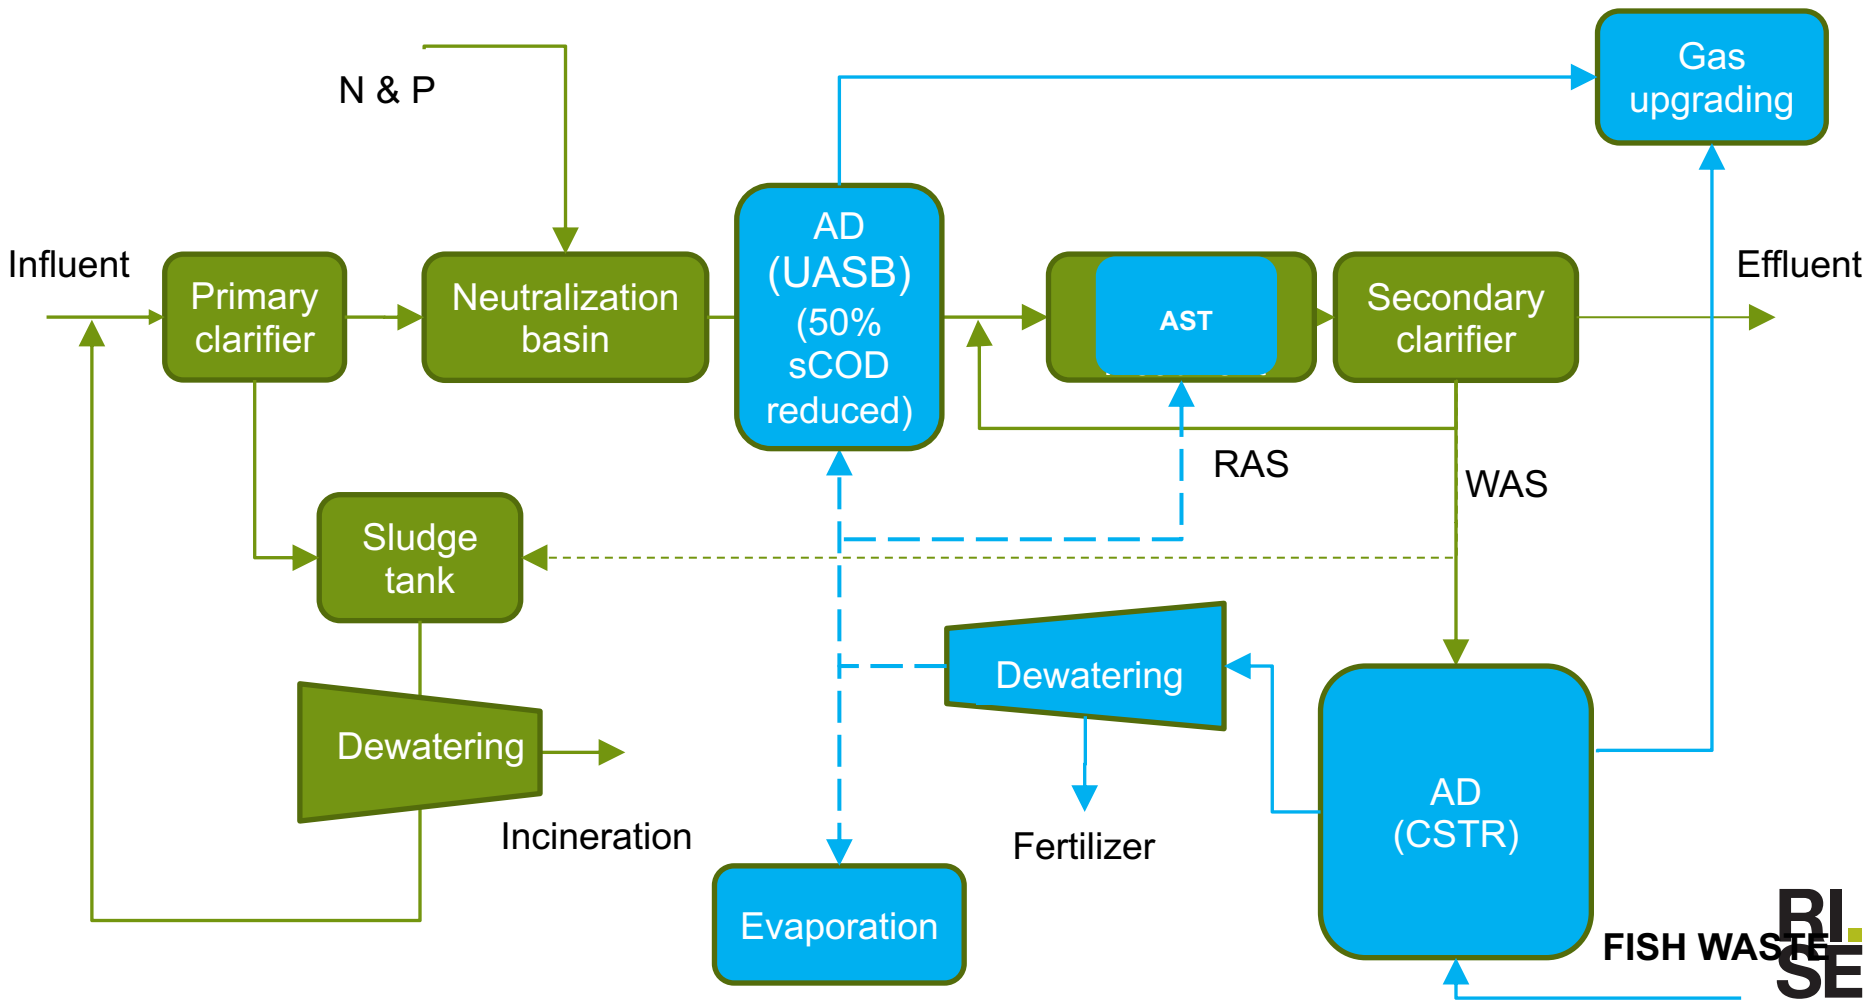 Gas
upgrading
N & P
AD
(UASB)
(50%
sCOD
reduced)
Influent
Primary
clarifier
Neutralization
basin
AST
Secondary
clarifier
Effluent
RAS
WAS
Sludge
tank
Dewatering
Incineration
Dewatering
Fertilizer
AD
(CSTR)
Evaporation
FISH WASTE
RI.
SE